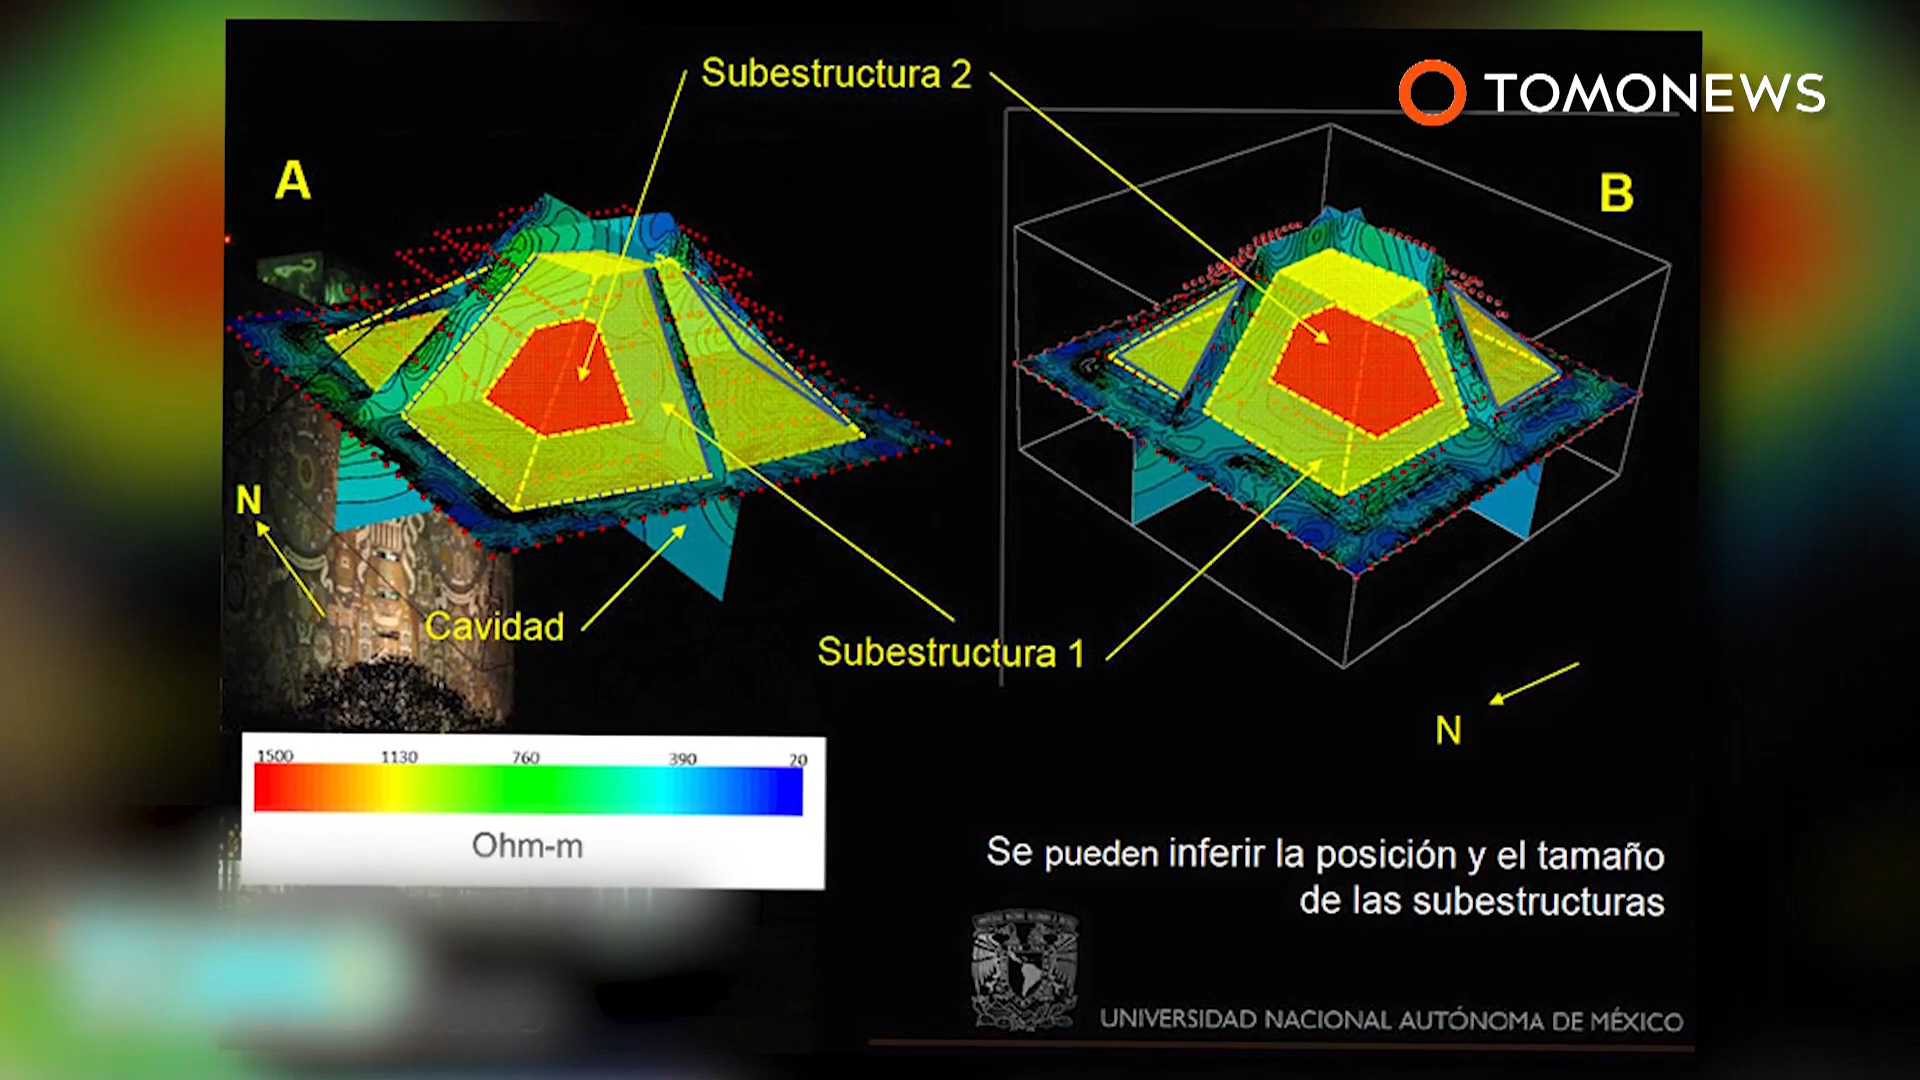 TOMONEWS
Subestructura 2
A
B
N
Cavidad
Subestructura 1
N
1500 1130 760 390 20
Ohm-m
Se pueden inferir la posición y el tamaño
de las subestructuras
UNIVERSIDAD NACIONAL AUTÓNOMA DE MÉXICO